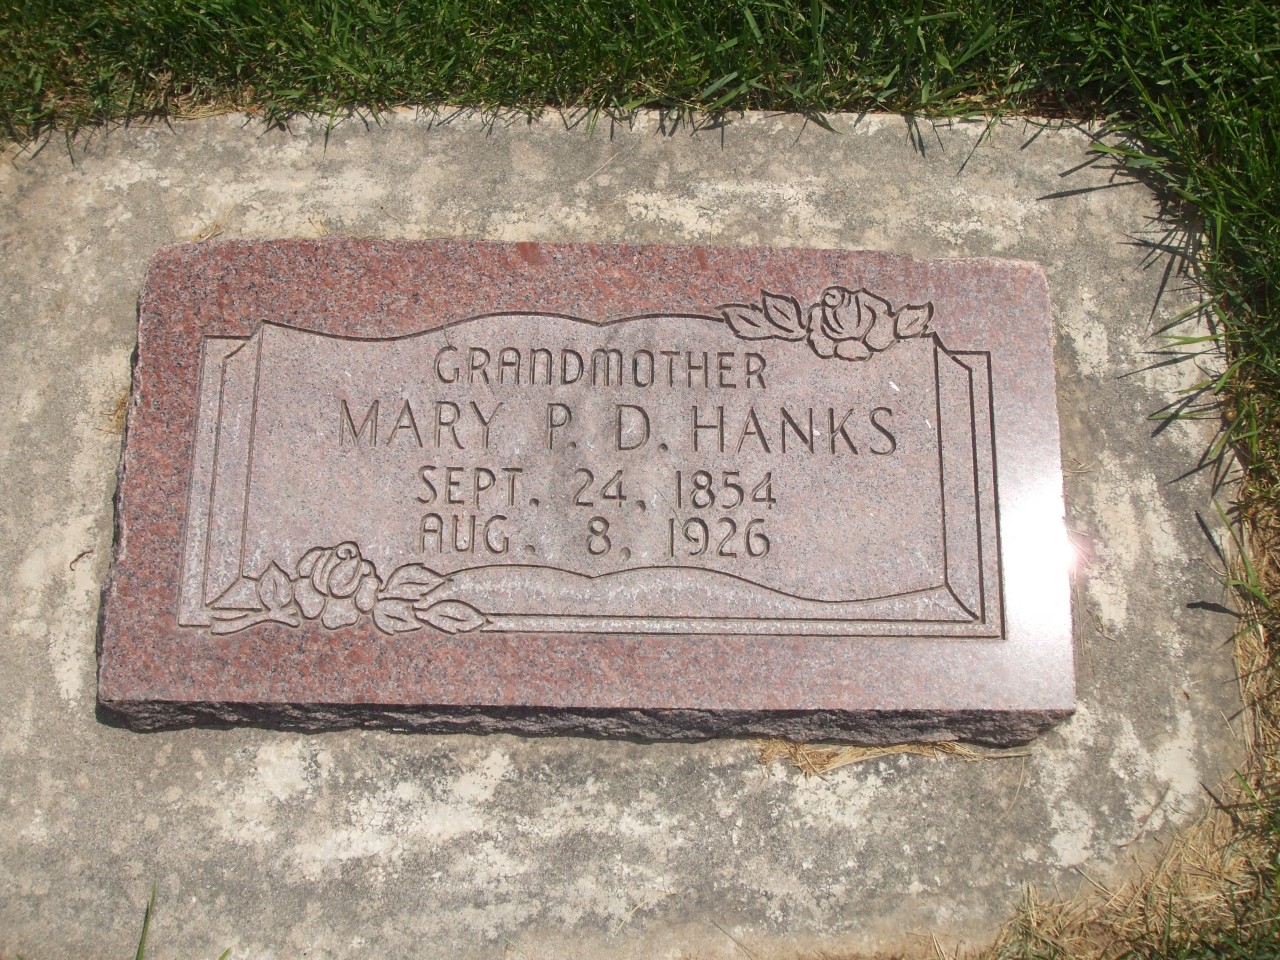 GRANDMOTHER
MARY P. D. HANKS
SEPT. 24, 1854
AUG. 8, 1926